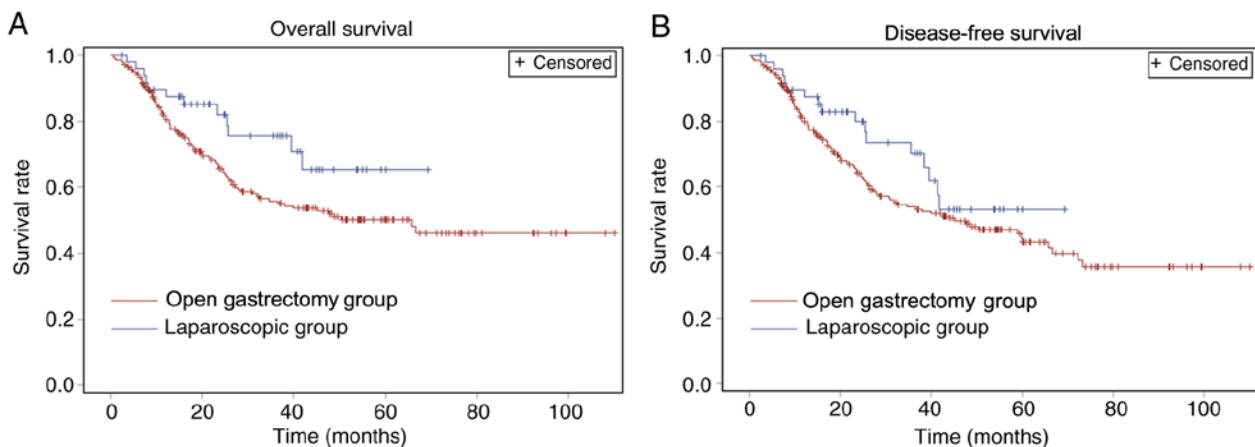 A
Overall survival
1.0
0.8
0.6
0.4
0.2
0.0
Survival rate
+ Censored
Open gastrectomy group
Laparoscopic group
0 20 40 60 80 100
Time (months)
B
Disease-free survival
1.0
0.8
0.6
0.4
0.2
0.0
Survival rate
+ Censored
Open gastrectomy group
Laparoscopic group
0 20 40 60 80 100
Time (months)